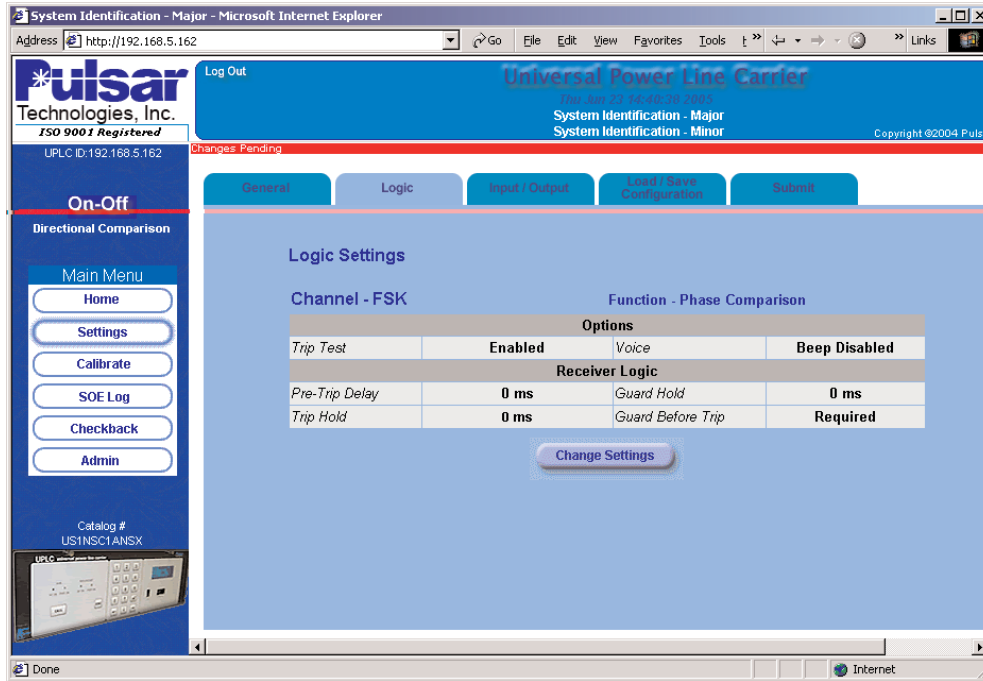 System Identification - Major - Microsoft Internet Explorer
Address http://192.168.5.162 Go File Edit View Favorites Tools » » Links
Pulsar
Technologies, Inc.
ISO 9001 Registered
Log Out
Universal Power Line Carrier
Thu Jun 23 14:40:38 2005
System Identification - Major
System Identification - Minor
Copyright ©2004 Puls
UPLC ID:192.168.5.162
Changes Pending
General Logic Input / Output Load / Save Configuration Submit
On-Off
Directional Comparison
Main Menu
Home
Settings
Calibrate
SOE Log
Checkback
Admin
Logic Settings
Channel - FSK Function - Phase Comparison
Options
Trip Test Enabled Voice Beep Disabled
Receiver Logic
Pre-Trip Delay 0 ms Guard Hold 0 ms
Trip Hold 0 ms Guard Before Trip Required
Change Settings
Catalog #
US1NSC1ANSX
UPLC
Done Internet